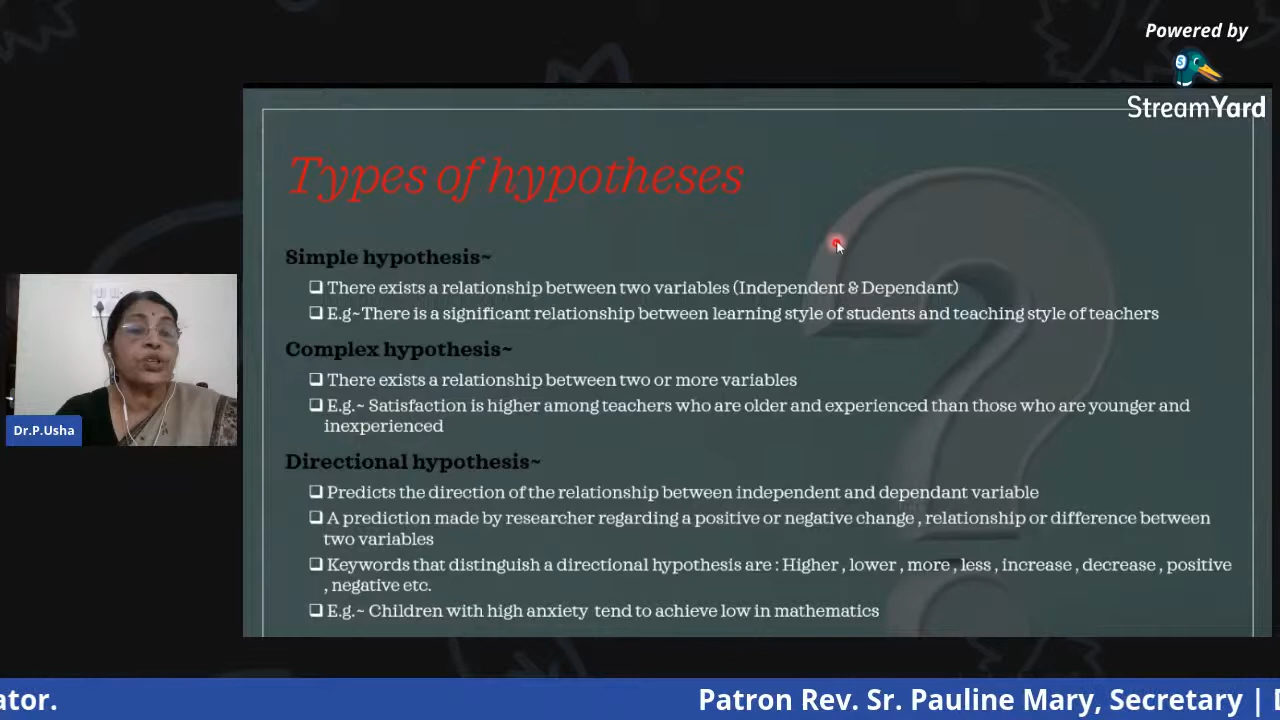 Powered by
StreamYard
Types of hypotheses
Simple hypothesis~
❑ There exists a relationship between two variables (Independent & Dependant)
❑ E.g~There is a significant relationship between learning style of students and teaching style of teachers
Complex hypothesis~
❑ There exists a relationship between two or more variables
❑ E.g.~ Satisfaction is higher among teachers who are older and experienced than those who are younger and
inexperienced
Directional hypothesis~
❑ Predicts the direction of the relationship between independent and dependant variable
❑ A prediction made by researcher regarding a positive or negative change , relationship or difference between
two variables
❑ Keywords that distinguish a directional hypothesis are : Higher , lower , more , less , increase , decrease , positive
, negative etc.
❑ E.g.~ Children with high anxiety tend to achieve low in mathematics
Dr.P.Usha
ator. Patron Rev. Sr. Pauline Mary, Secretary |